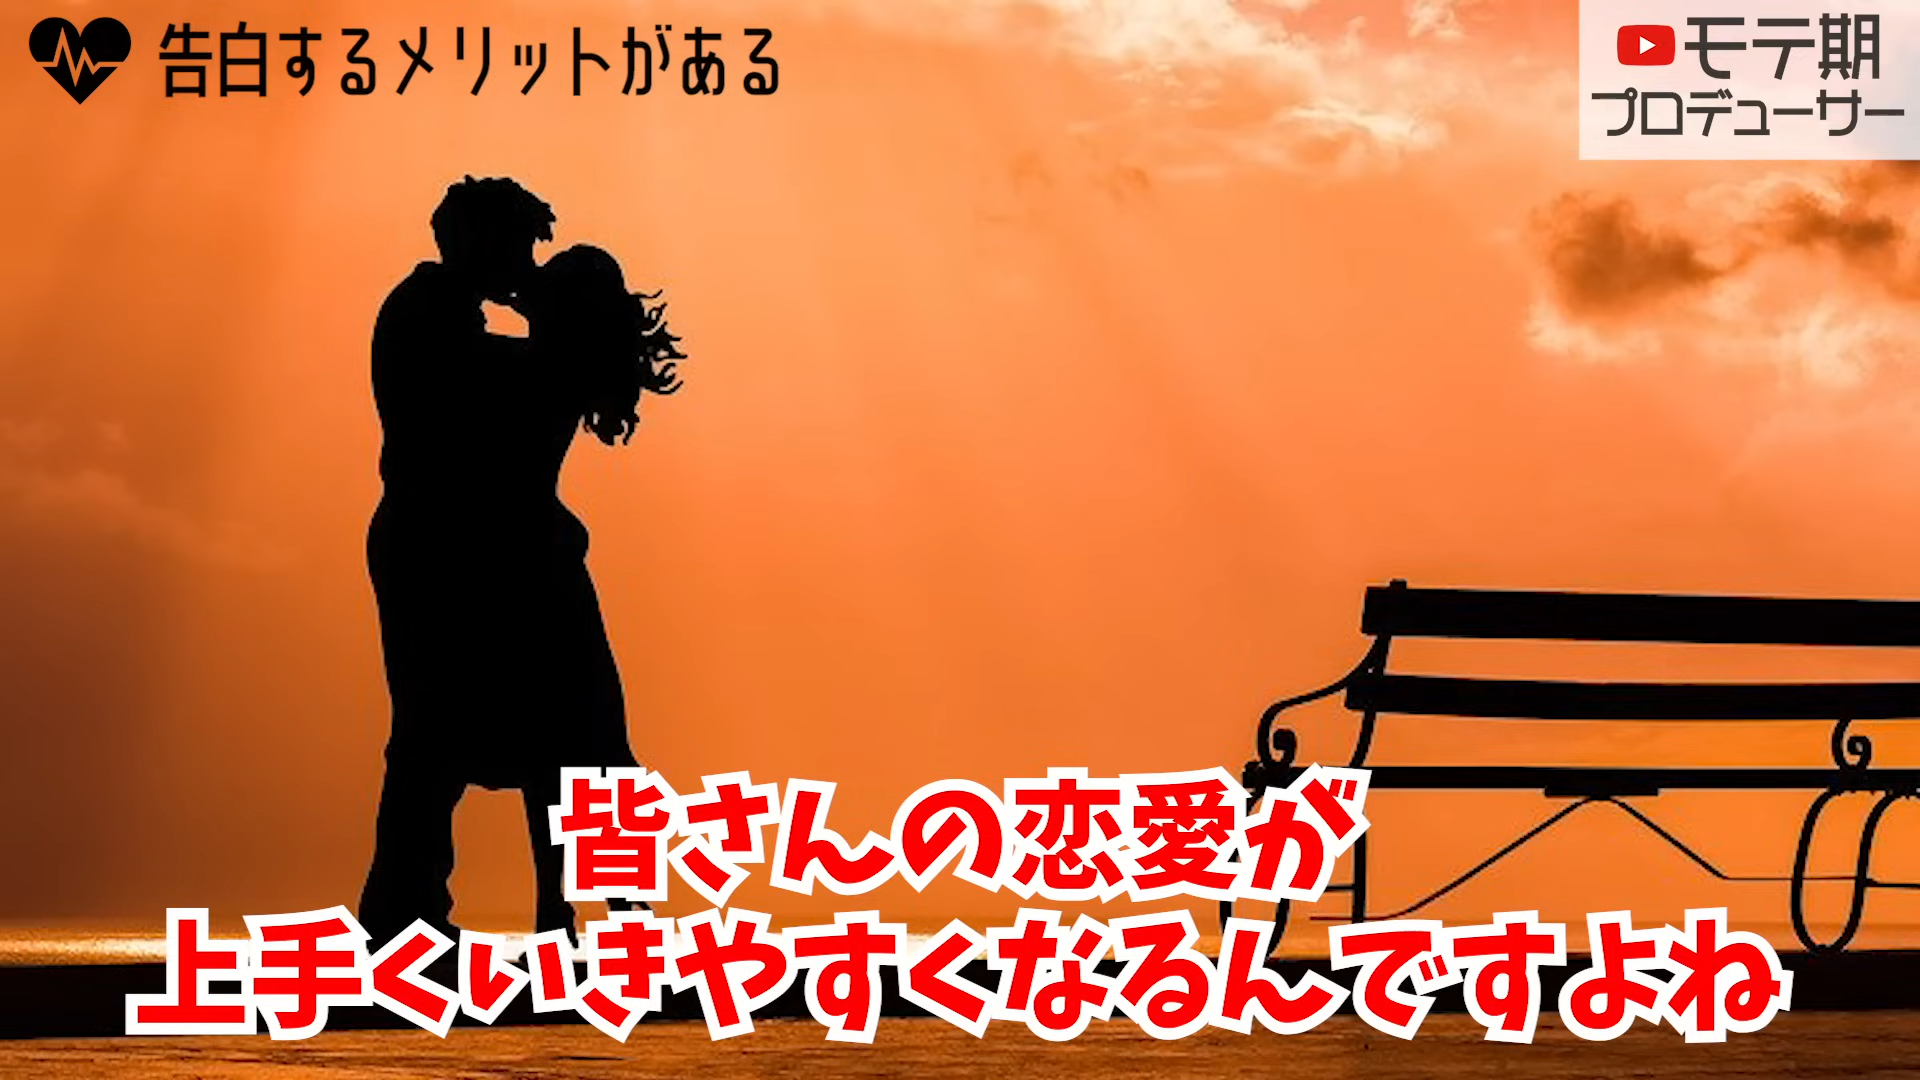 告白するメリットがある
モテ期
プロデューサー
皆さんの恋愛が
上手くいきやすくなるんですよね